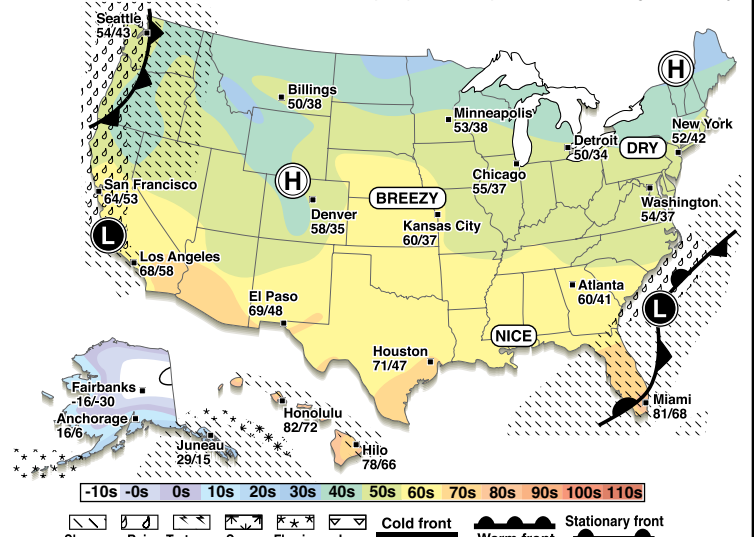 Seattle
54/43
H
Billings
50/38
Minneapolis
53/38
New York
52/42
Detroit
50/34
DRY
Chicago
55/37
San Francisco
64/53
H
Denver
58/35
BREEZY
Kansas City
60/37
Washington
54/37
L
Los Angeles
68/58
El Paso
69/48
Atlanta
60/41
L
NICE
Houston
71/47
Fairbanks
-16/-30
Anchorage
16/6
Juneau
29/15
Honolulu
82/72
Hilo
78/66
Miami
81/68
-10s -0s 0s 10s 20s 30s 40s 50s 60s 70s 80s 90s 100s 110s
Cold front
Stationary front
Warm front